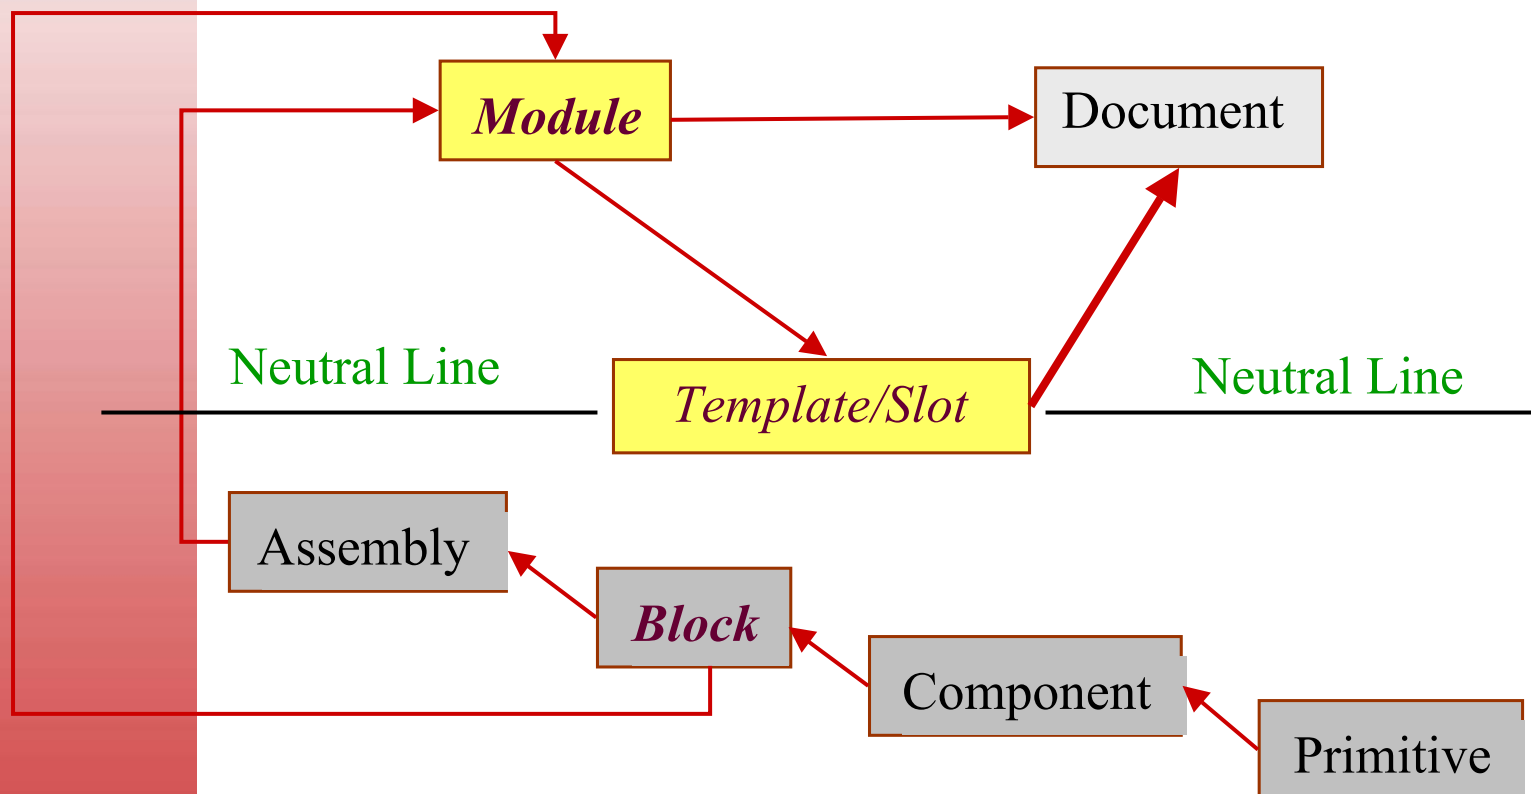 Module
Document
Neutral Line
Neutral Line
Template/Slot
Assembly
Block
Component
Primitive